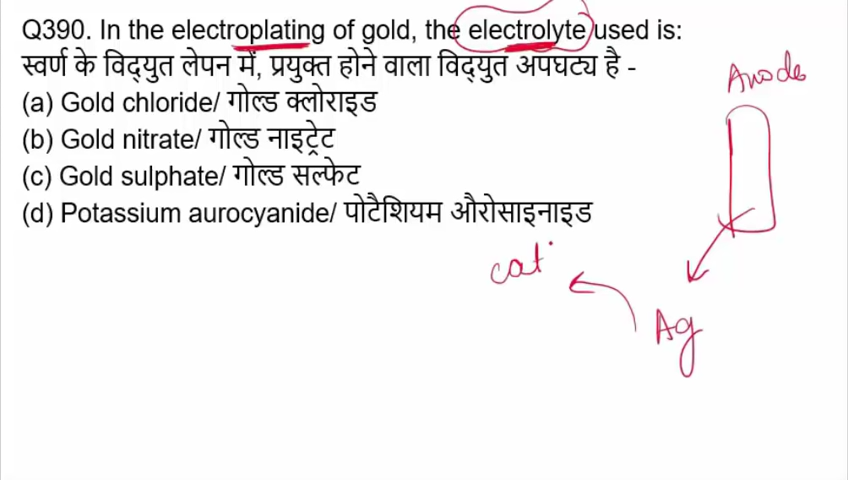 Q390. In the electroplating of gold, the electrolyte used is:
स्वर्ण के विद्युत लेपन में, प्रयुक्त होने वाला विद्युत अपघट्य है -
(a) Gold chloride/ गोल्ड क्लोराइड
(b) Gold nitrate/ गोल्ड नाइट्रेट
(c) Gold sulphate/ गोल्ड सल्फेट
(d) Potassium aurocyanide/ पोटैशियम औरोसाइनाइड
Anode
cat
Ag